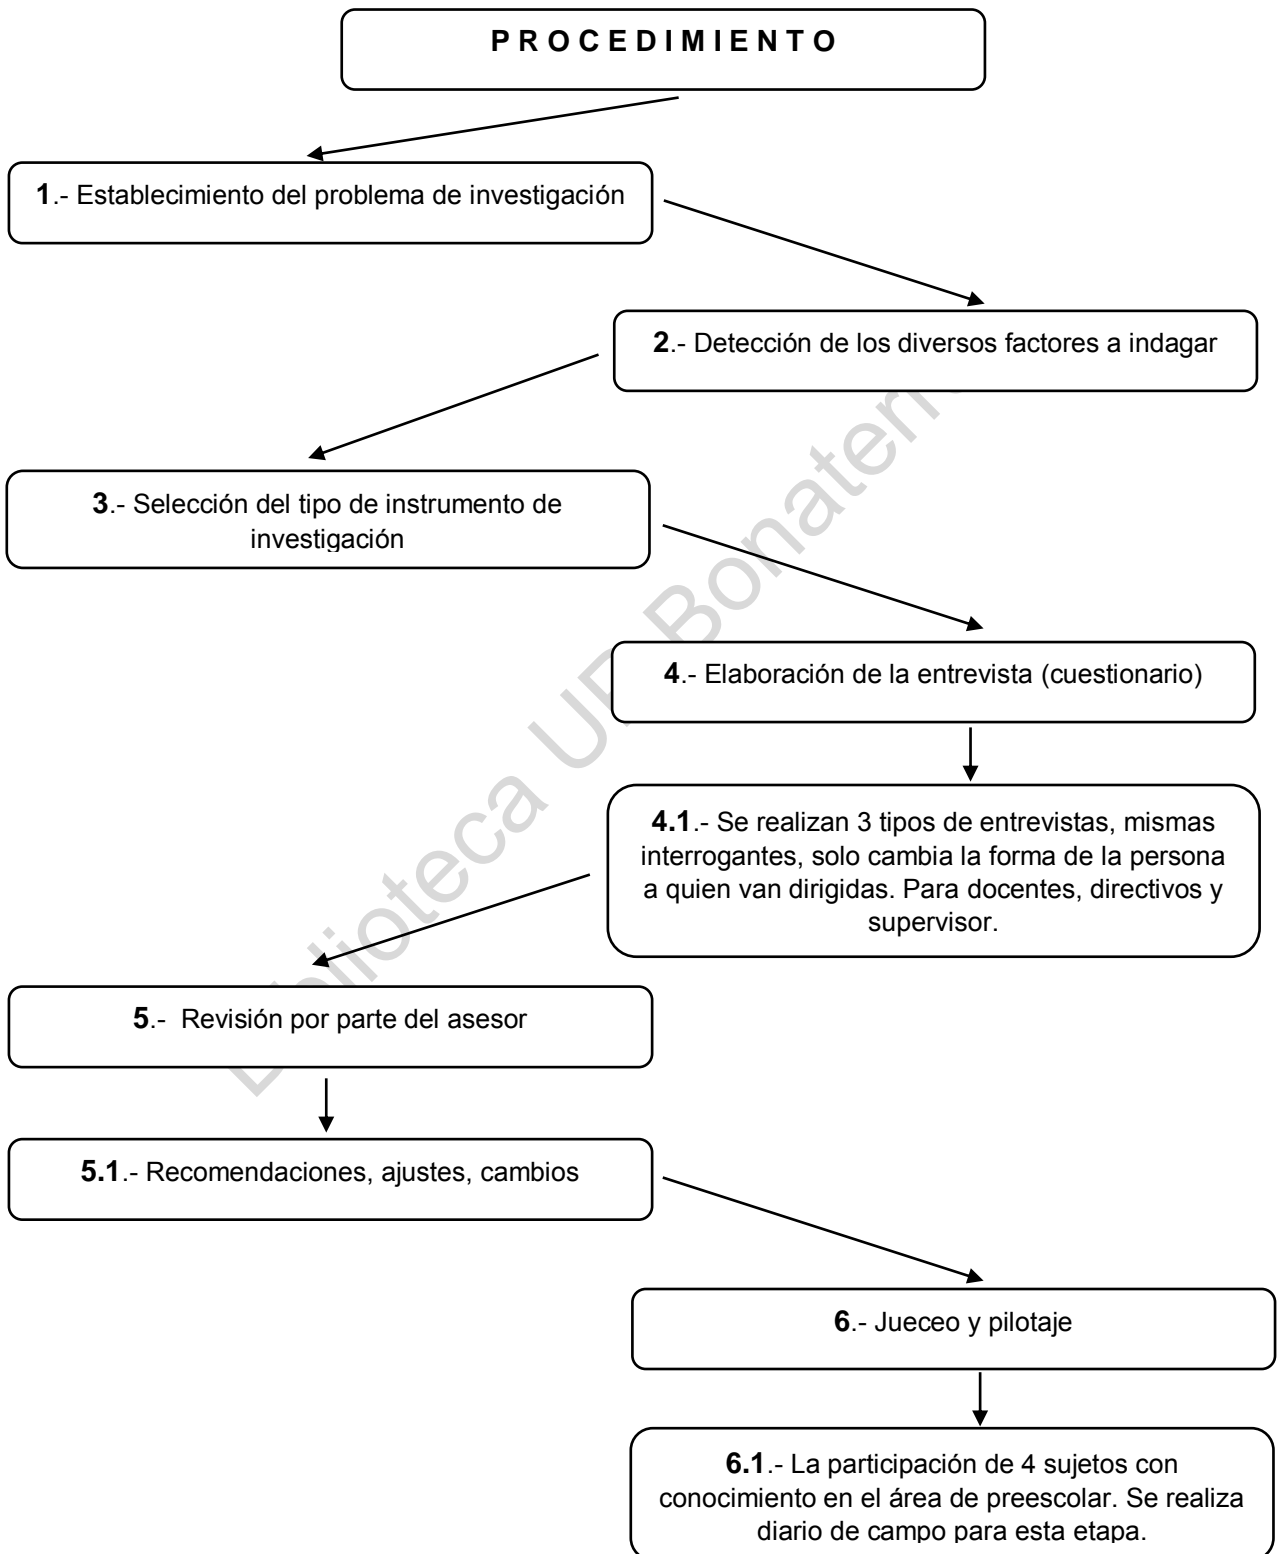 PROCEDIMIENTO
1.- Establecimiento del problema de investigación
2.- Detección de los diversos factores a indagar
3.- Selección del tipo de instrumento de
investigación
4.- Elaboración de la entrevista (cuestionario)
4.1.- Se realizan 3 tipos de entrevistas, mismas
interrogantes, solo cambia la forma de la persona
a quien van dirigidas. Para docentes, directivos y
supervisor.
5.- Revisión por parte del asesor
5.1.- Recomendaciones, ajustes, cambios
6.- Jueceo y pilotaje
6.1.- La participación de 4 sujetos con
conocimiento en el área de preescolar. Se realiza
diario de campo para esta etapa.